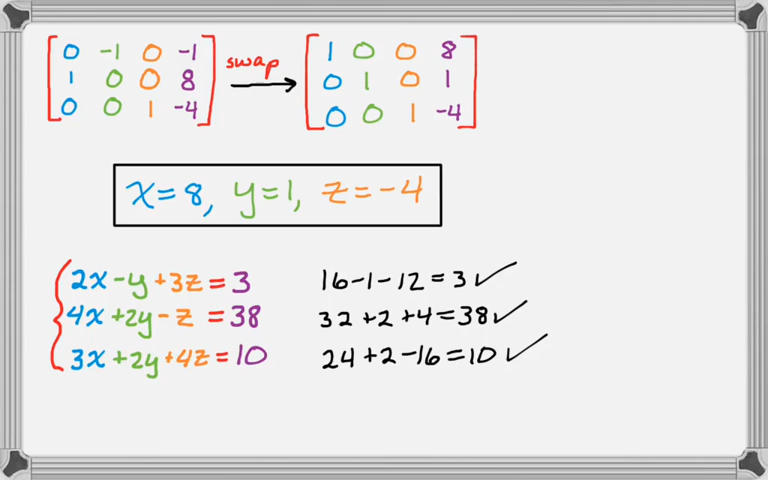 0 -1 0 -1 swap 1 0 0 8
1 0 0 8 → 0 1 0 1
0 0 1 -4 0 0 1 -4
x=8, y=1, z=-4
2x-y+3z=3 16-1-12=3✓
4x+2y-z=38 32+2+4=38✓
3x+2y+4z=10 24+2-16=10✓